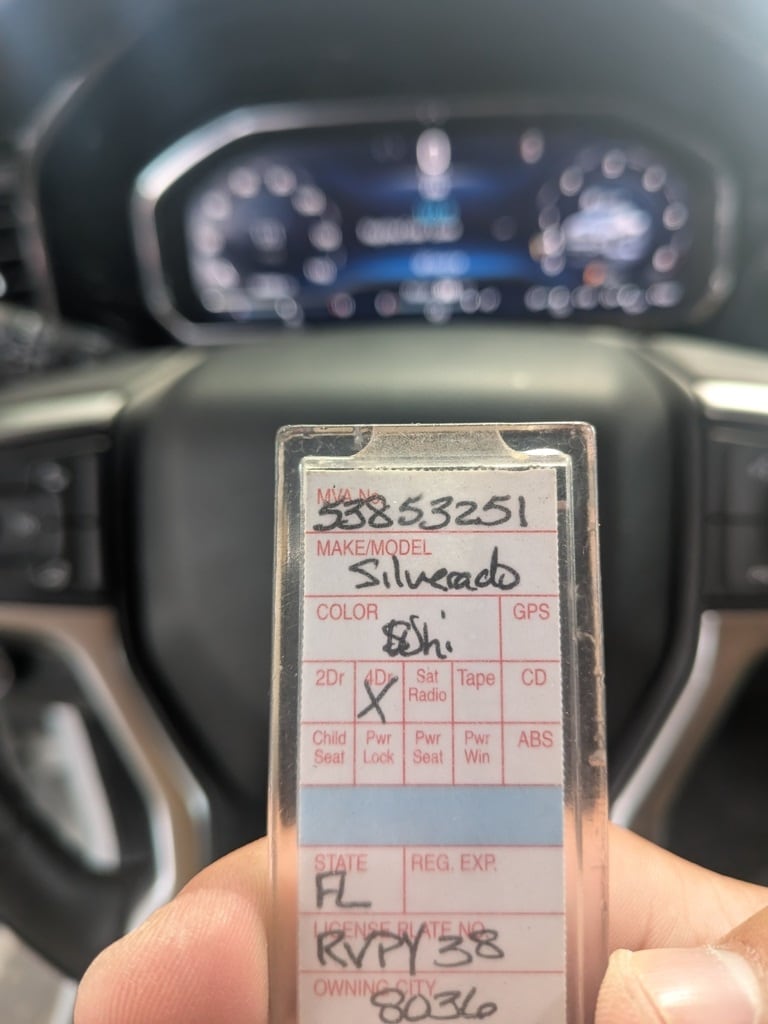 MVA No.
53853251
MAKE/MODEL
Silverado
COLOR GPS
Whi
2Dr 4Dr Sat Radio Tape CD
X
Child Seat Pwr Lock Pwr Seat Pwr Win ABS
STATE REG. EXP.
FL
LICENSE PLATE NO.
RVPY38
OWNING CITY
8036